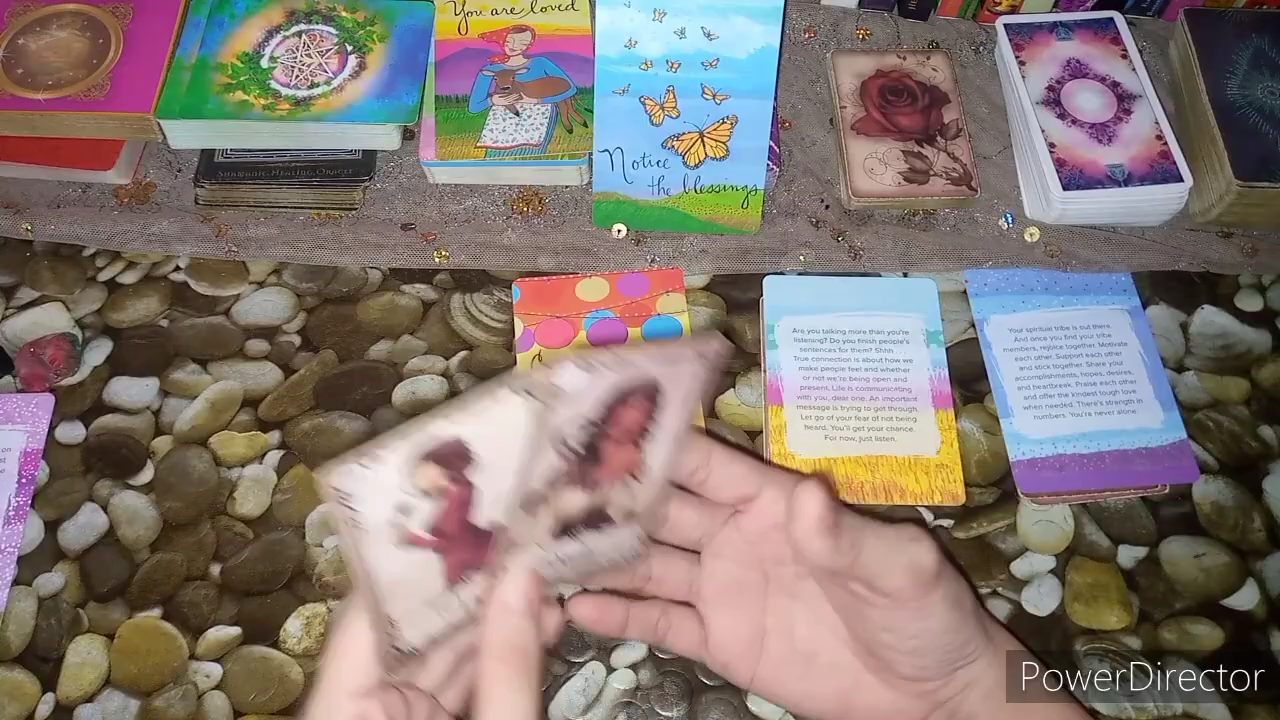 You are loved
SHAMANIC HEALING ORACLE
Notice
the blessings
Are you talking more than you're
listening? Do you finish people's
sentences for them? Shhh . . .
True connection is about how we
make people feel and whether
or not we're being open and
present. Life is communicating
with you, dear one. An important
message is trying to get through.
Let go of your fear of not being
heard. You'll get your chance.
For now, just listen.
Your spiritual tribe is out there.
And once you find your tribe
members, rejoice together. Motivate
each other. Support each other
and stick together. Share your
accomplishments, hopes, desires,
and heartbreak. Praise each other
and offer the kindest tough love
when needed. There's strength in
numbers. You're never alone
on
PowerDirector